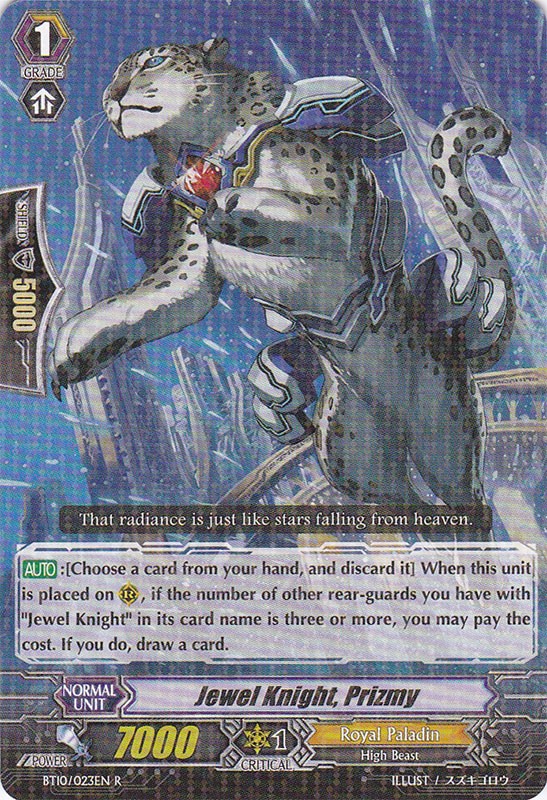 1
GRADE
SHIELD
5000
That radiance is just like stars falling from heaven.
AUTO :[Choose a card from your hand, and discard it] When this unit
is placed on R, if the number of other rear-guards you have with
"Jewel Knight" in its card name is three or more, you may pay the
cost. If you do, draw a card.
NORMAL
UNIT
Jewel Knight, Prizmy
POWER
7000
1
CRITICAL
Royal Paladin
High Beast
BT10/023EN R
ILLUST / スズキゴロウ